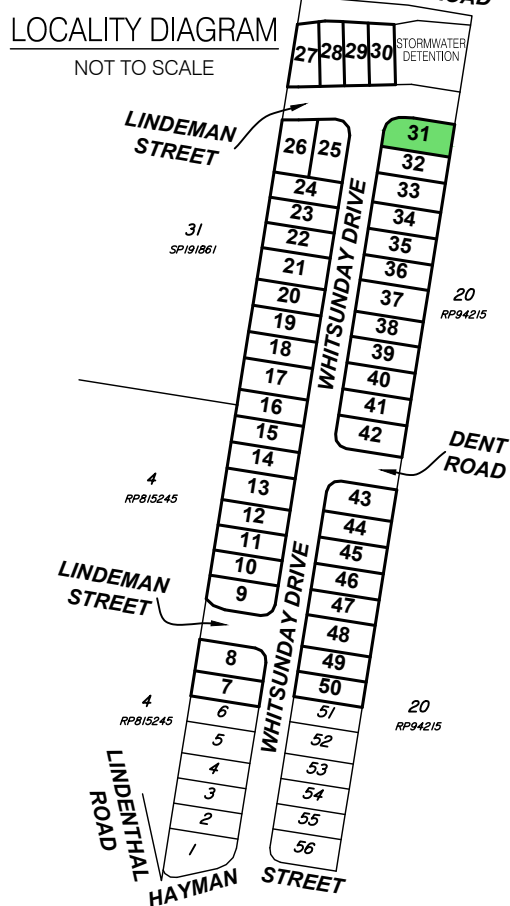 ROAD
LOCALITY DIAGRAM
NOT TO SCALE
27 28 29 30
STORMWATER
DETENTION
LINDEMAN
STREET
26 25
24
23
22
21
20
19
18
17
16
15
14
13
12
11
10
9
31
32
33
34
35
36
37
38
39
40
41
42
WHITSUNDAY DRIVE
31
SP191861
20
RP94215
DENT
ROAD
4
RP815245
43
44
45
46
47
48
49
50
51
52
53
54
55
56
LINDEMAN
STREET
WHITSUNDAY DRIVE
8
7
6
5
4
3
2
1
4
RP815245
20
RP94215
LINDENTHAL
ROAD
HAYMAN STREET